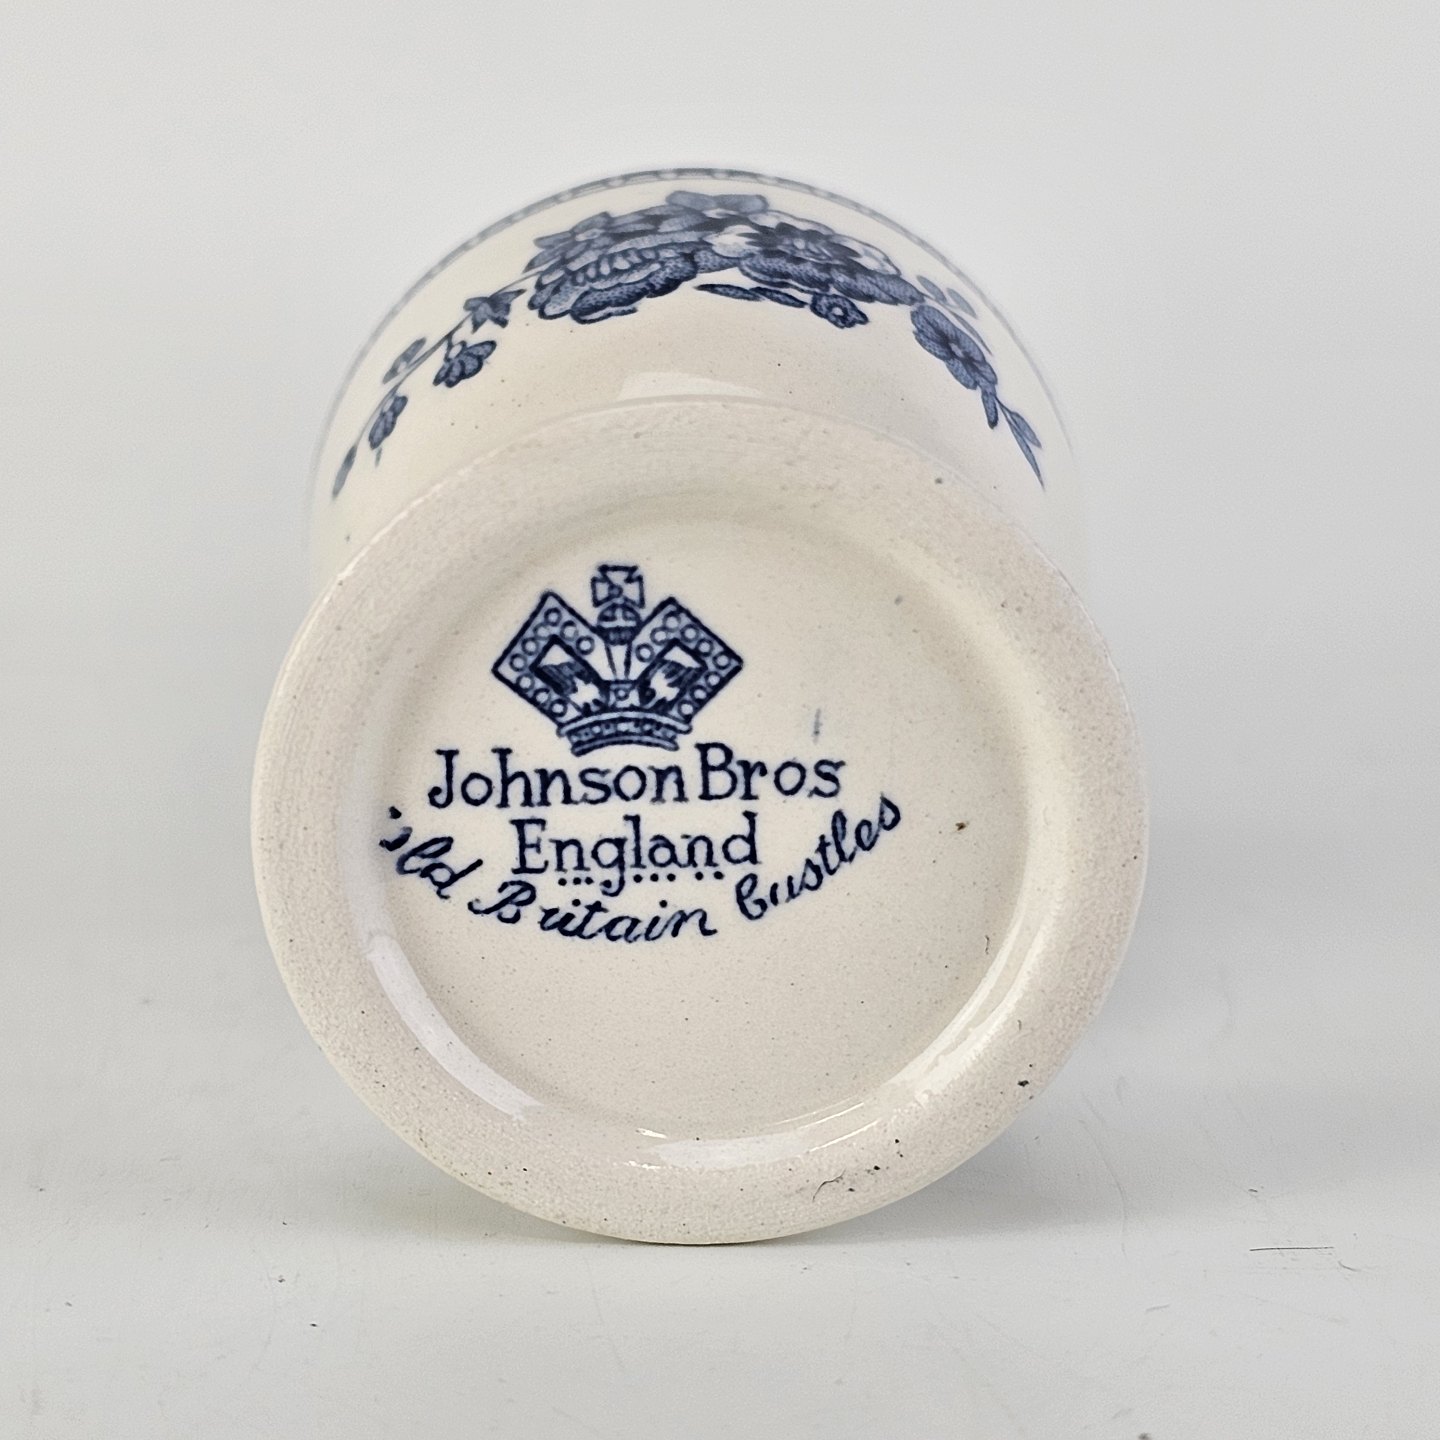 Johnson Bros
England
old Britain Castles